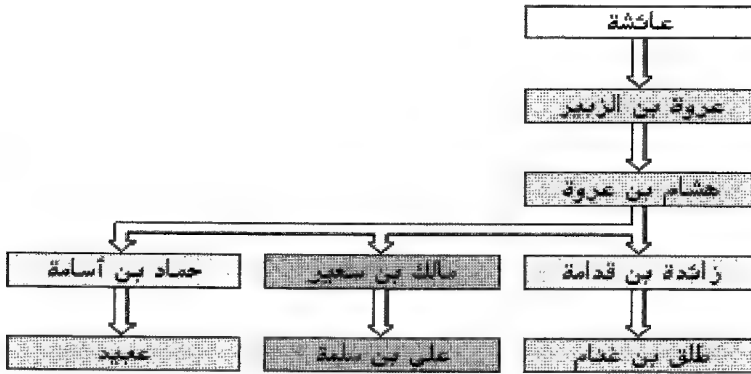 عائشة
عروة بن الزبير
هشام بن عروة
زائدة بن قدامة
مالك بن سعير
حماد بن أسامة
طلق بن غنام
علي بن سلمة
عبيد